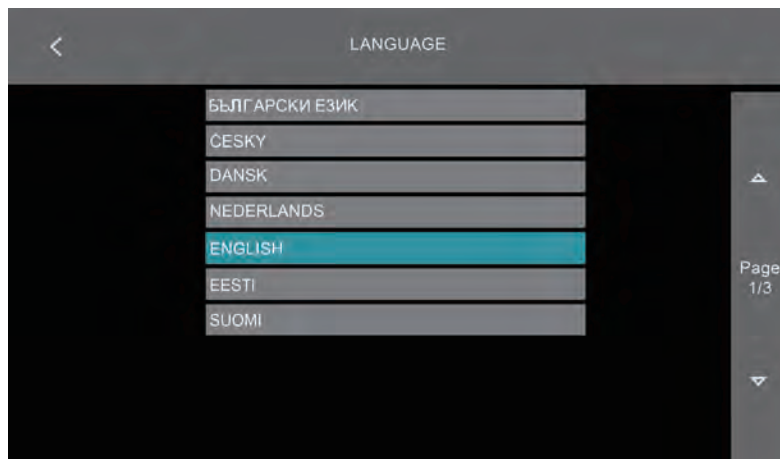 LANGUAGE
БЪЛГАРСКИ ЕЗИК
ČESKY
DANSK
NEDERLANDS
ENGLISH
EESTI
SUOMI
Page
1/3